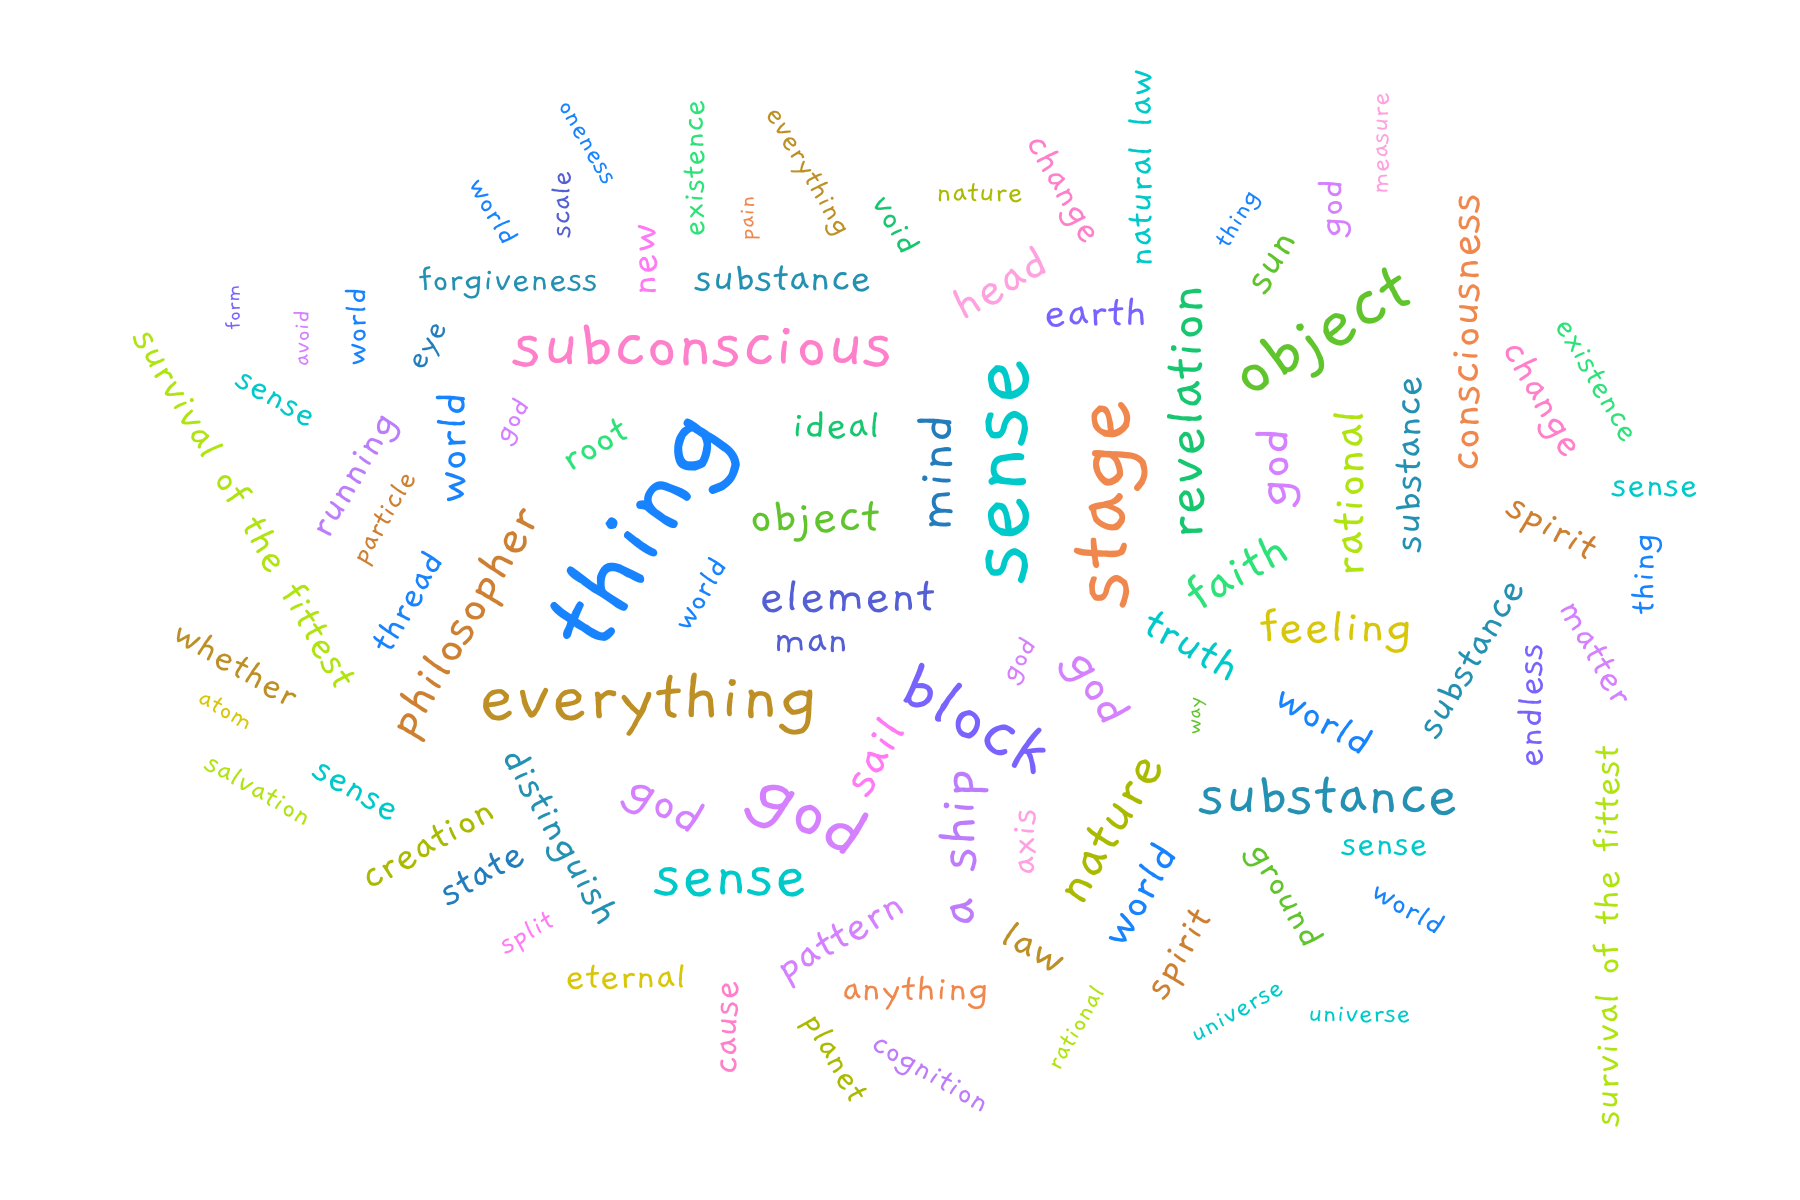 oneness
existence
everything
natural law
measure
world
scale
new
pain
void
nature
change
thing
sun
god
consciousness
forgiveness
substance
head
earth
revelation
object
form
avoid
world
eye
subconscious
existence
change
survival of the fittest
sense
running
world
god
root
thing
ideal
mind
sense
stage
god
rational
substance
sense
particle
philosopher
object
faith
spirit
thing
thread
world
element
man
truth
feeling
substance
matter
whether
everything
block
god
god
way
world
endless
atom
salvation
sense
distinguish
god
god
sail
a ship
axis
nature
substance
survival of the fittest
creation
state
sense
world
ground
sense
world
split
pattern
law
spirit
eternal
cause
anything
rational
universe
universe
planet
cognition